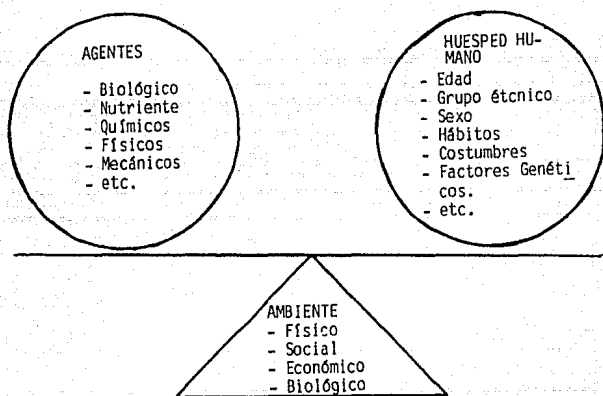 AGENTES
- Biológico
- Nutriente
- Químicos
- Físicos
- Mecánicos
- etc.
HUESPED HU-
MANO
- Edad
- Grupo étcnico
- Sexo
- Hábitos
- Costumbres
- Factores Genéti
cos.
- etc.
AMBIENTE
- Físico
- Social
- Económico
- Biológico